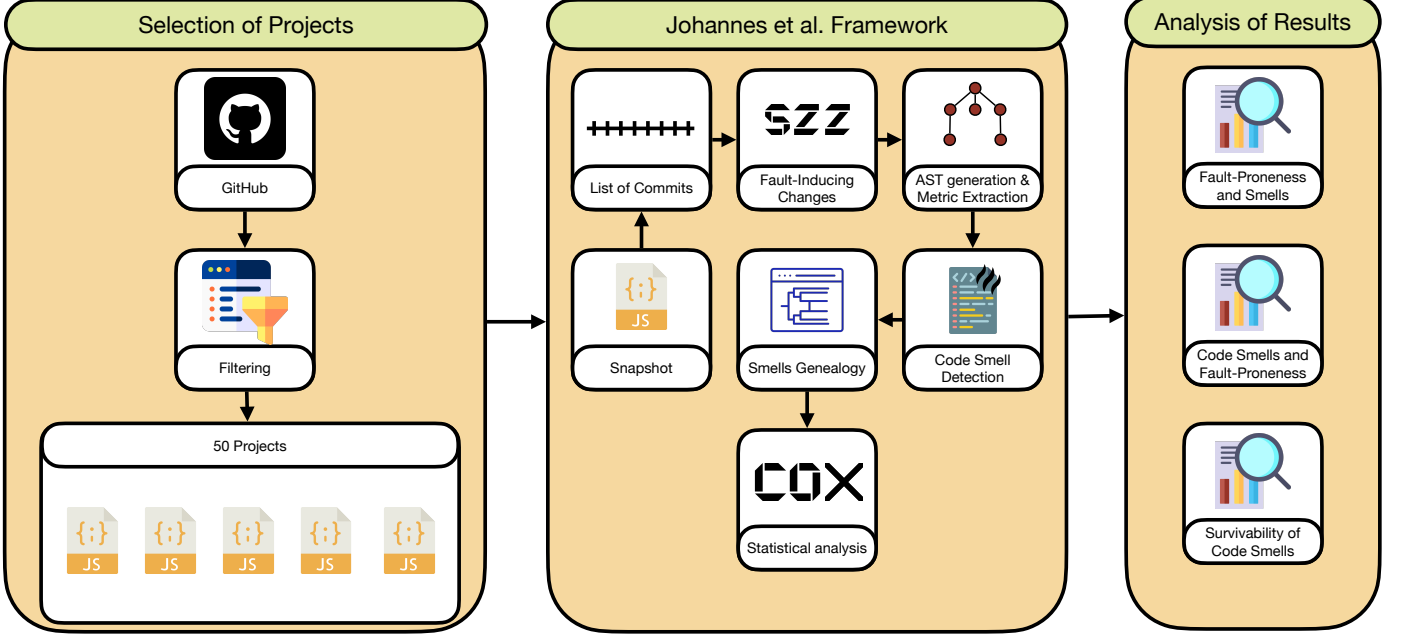 Selection of Projects
GitHub
Filtering
50 Projects
{;}
JS
{;}
JS
{;}
JS
{;}
JS
{;}
JS
Johannes et al. Framework
List of Commits
SZZ
Fault-Inducing
Changes
AST generation &
Metric Extraction
{;}
JS
Snapshot
Smells Genealogy
</>
Code Smell
Detection
COX
Statistical analysis
Analysis of Results
Fault-Proneness
and Smells
Code Smells and
Fault-Proneness
Survivability of
Code Smells